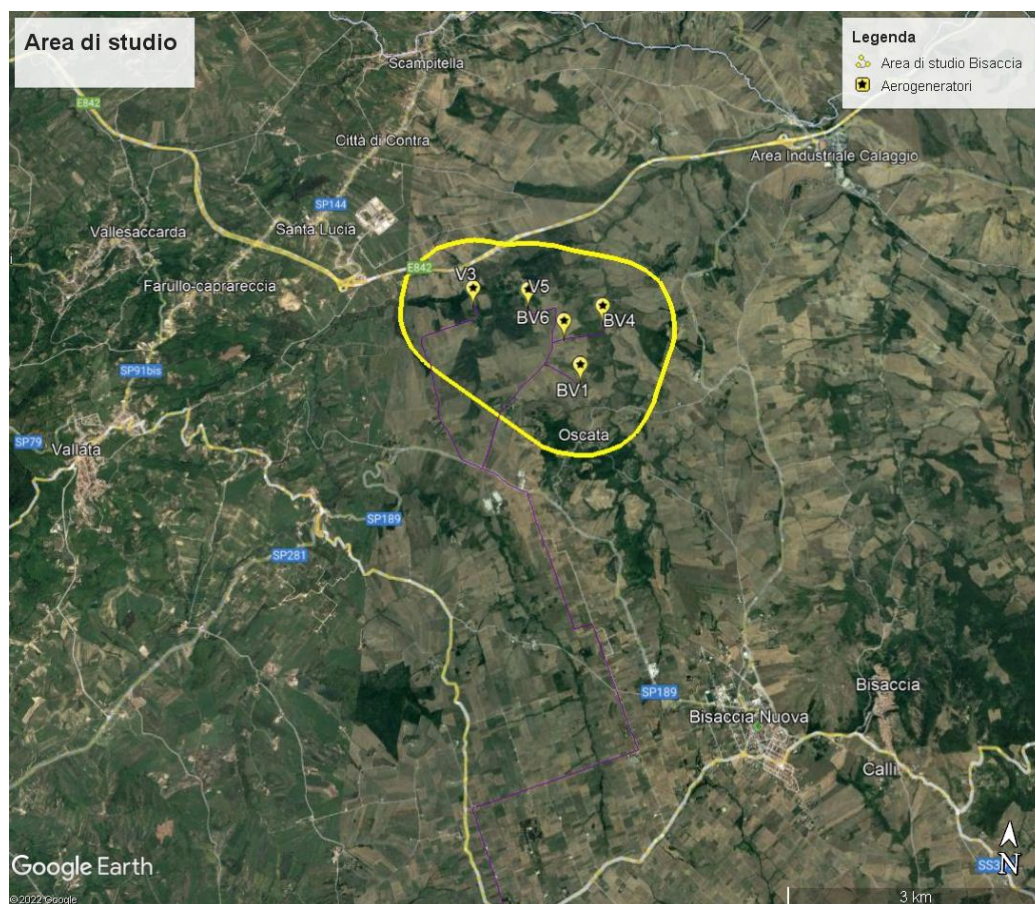 Area di studio
Legenda
Area di studio Bisaccia
Aerogeneratori
Scampitella
E842
Città di Contra
Area Industriale Calaggio
SP144
Santa Lucia
Vallesaccarda
E842
Farullo-caprareccia
V3
V5
BV6
BV4
BV1
SP91bis
Oscata
SP79
Vallata
SP189
SP281
SP189
Bisaccia
Bisaccia Nuova
Calli
N
Google Earth
©2022 Google
3 km